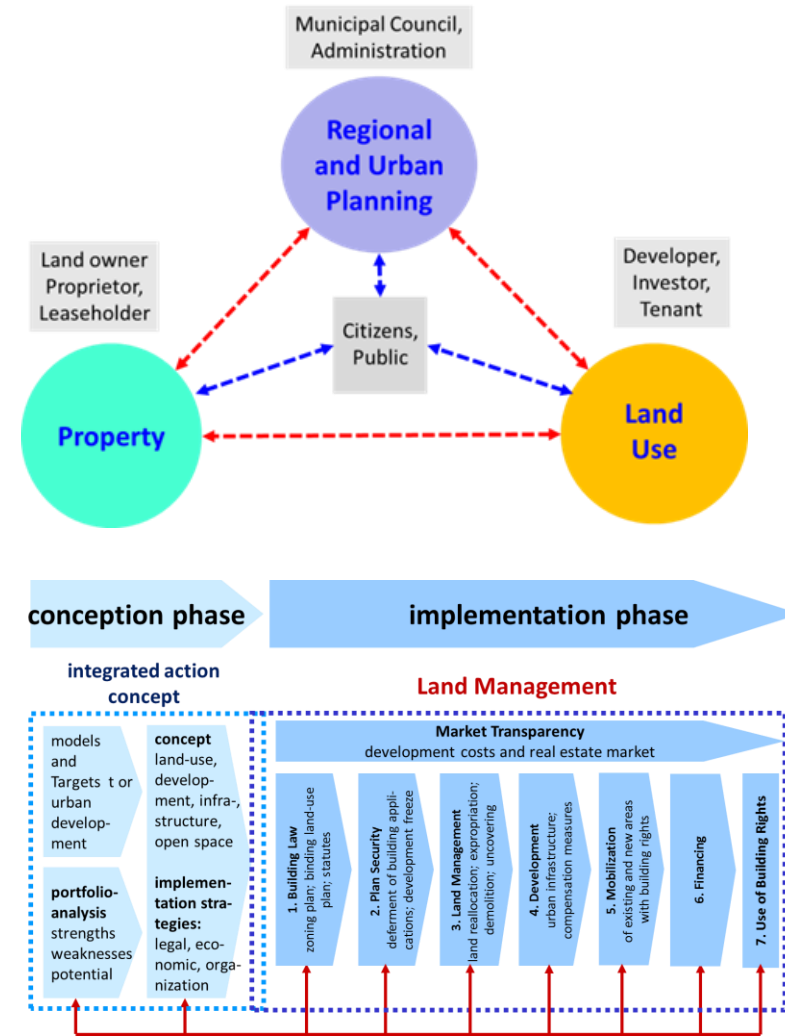 Municipal Council,
Administration
Regional
and Urban
Planning
Land owner
Proprietor,
Leaseholder
Developer,
Investor,
Tenant
Citizens,
Public
Property
Land
Use
conception phase
implementation phase
integrated action
concept
Land Management
models
and
Targets t or
urban
develop-
ment
concept
land-use,
develop-
ment, infra-,
structure,
open space
portfolio-
analysis
strengths
weaknesses
potential
implemen-
tation stra-
tegies:
legal, eco-
nomic, orga-
nization
Market Transparency
development costs and real estate market
1. Building Law
zoning plan; binding land-use
plan; statutes
2. Plan Security
deferment of building appli-
cations; development freeze
3. Land Management
land reallocation; expropriation;
demolition; uncovering
4. Development
urban infrastructure;
compensation measures
5. Mobilization
of existing and new areas
with building rights
6. Financing
7. Use of Building Rights